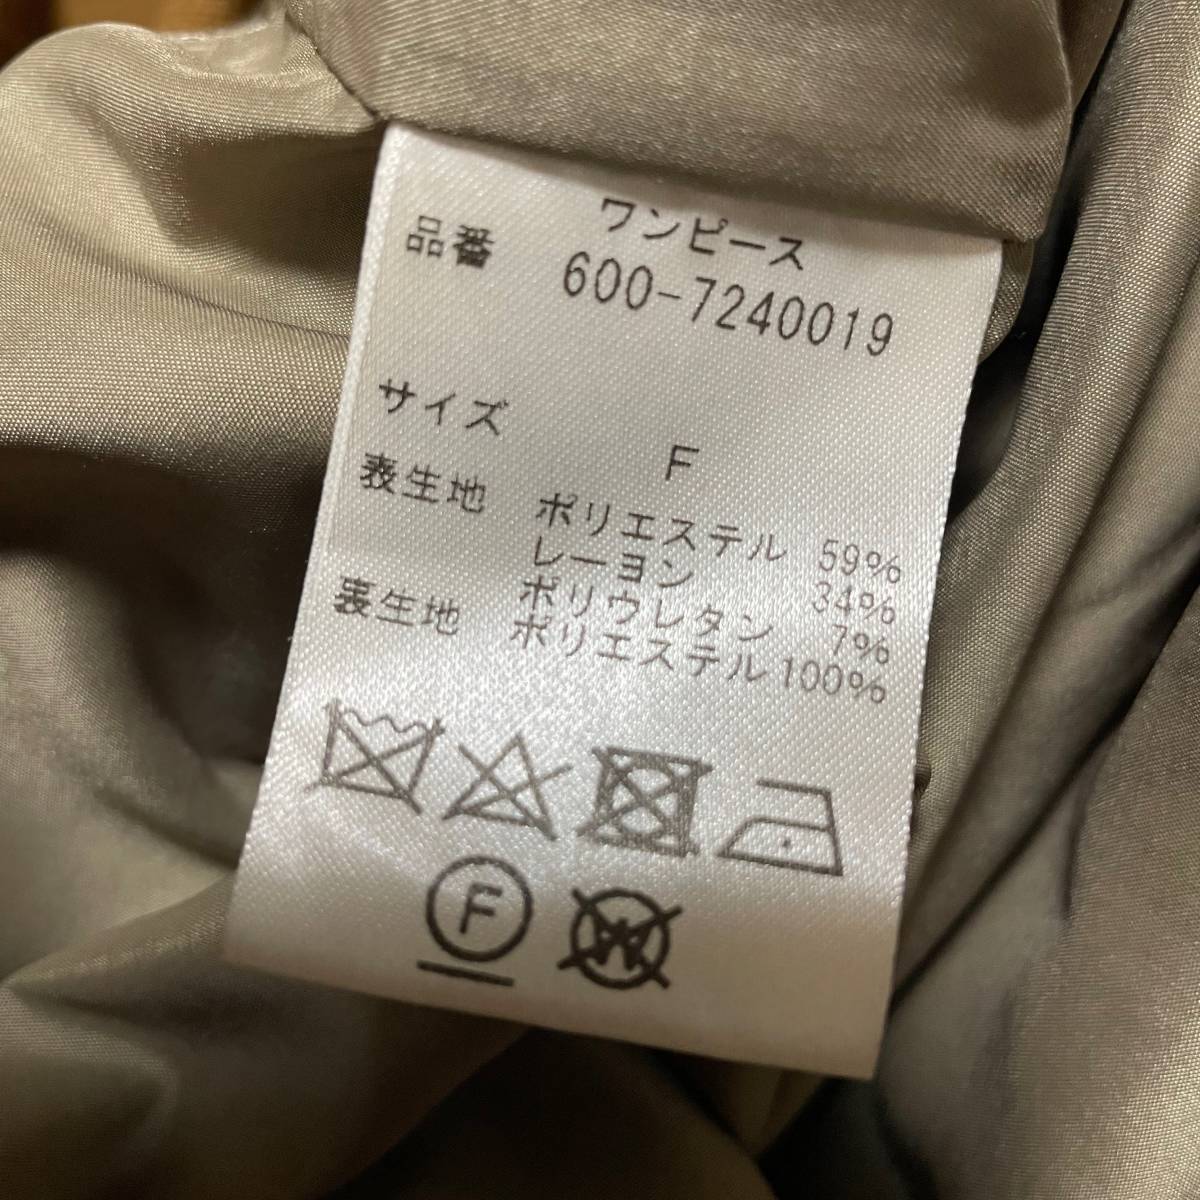 ワンピース
品番 600-7240019
サイズ F
表生地 ポリエステル 59%
レーヨン 34%
ポリウレタン 7%
裏生地 ポリエステル 100%
F
W